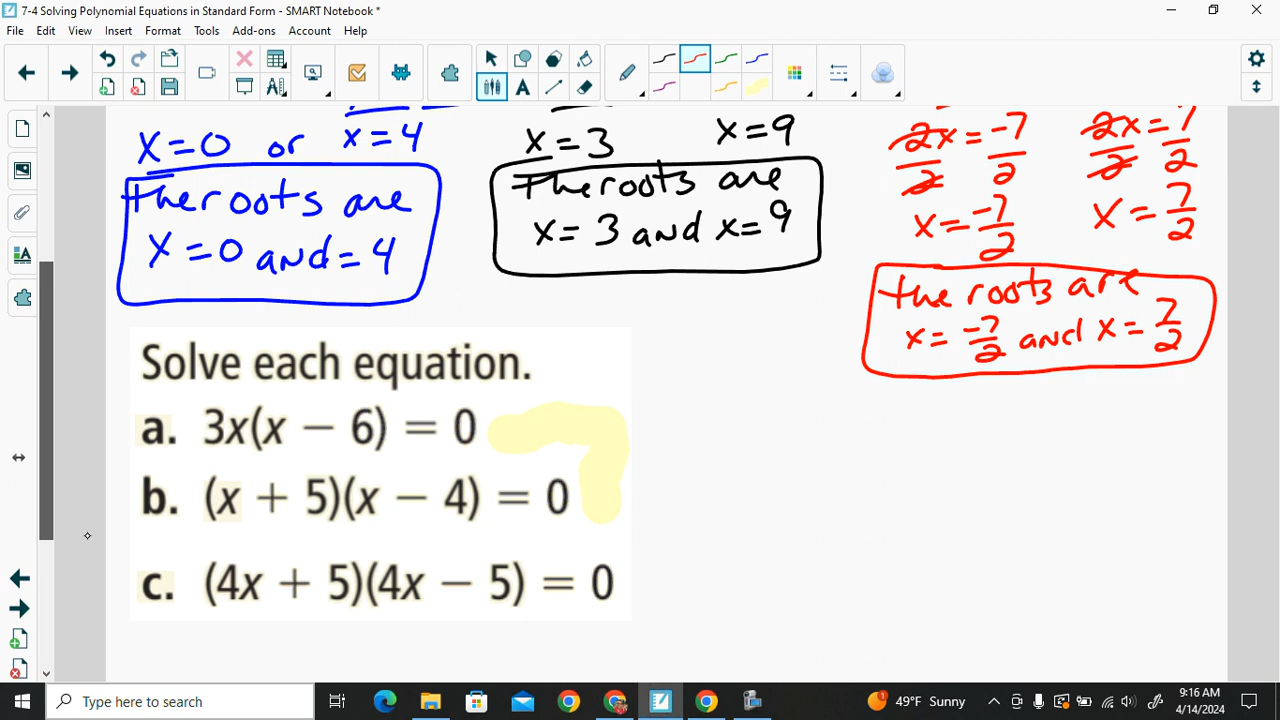 7-4 Solving Polynomial Equations in Standard Form - SMART Notebook *
File Edit View Insert Format Tools Add-ons Account Help
x=0 or x=4
The roots are
x=0 and=4
x=3 x=9
The roots are
x=3 and x=9
2x=-7 2x=7
2 2 2 2
x=-7/2 x=7/2
the roots are
x=-7/2 and x=7/2
Solve each equation.
a. 3x(x − 6) = 0
b. (x + 5)(x − 4) = 0
c. (4x + 5)(4x − 5) = 0
Type here to search
49°F Sunny
9:16 AM
4/14/2024